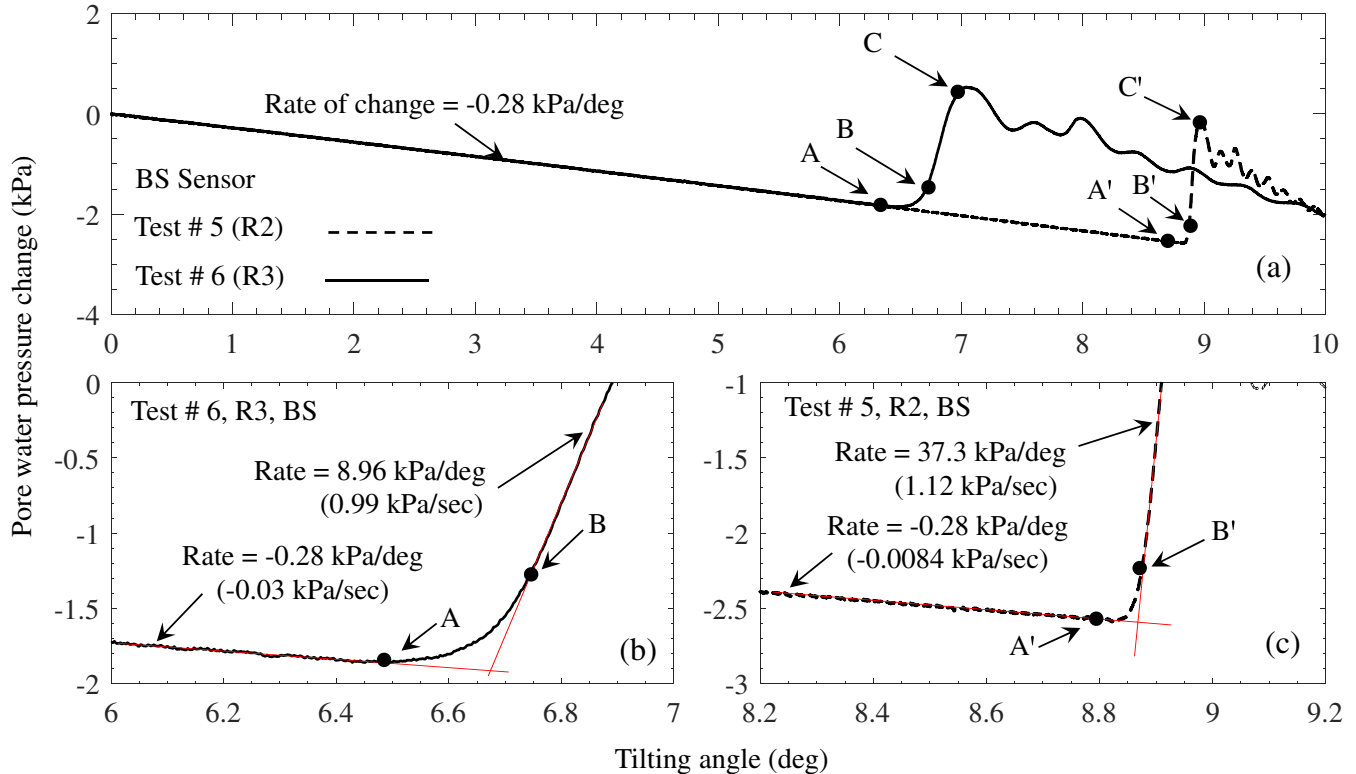 2
0
-2
-4
C
Rate of change = -0.28 kPa/deg
C'
B
A
BS Sensor
B'
A'
Test # 5 (R2)
Test # 6 (R3)
(a)
0 1 2 3 4 5 6 7 8 9 10
Pore water pressure change (kPa)
0
-0.5
-1
-1.5
-2
Test # 6, R3, BS
Rate = 8.96 kPa/deg
(0.99 kPa/sec)
B
Rate = -0.28 kPa/deg
(-0.03 kPa/sec)
A
(b)
6 6.2 6.4 6.6 6.8 7
-1
-1.5
-2
-2.5
-3
Test # 5, R2, BS
Rate = 37.3 kPa/deg
(1.12 kPa/sec)
Rate = -0.28 kPa/deg
(-0.0084 kPa/sec)
B'
A'
(c)
8.2 8.4 8.6 8.8 9 9.2
Tilting angle (deg)